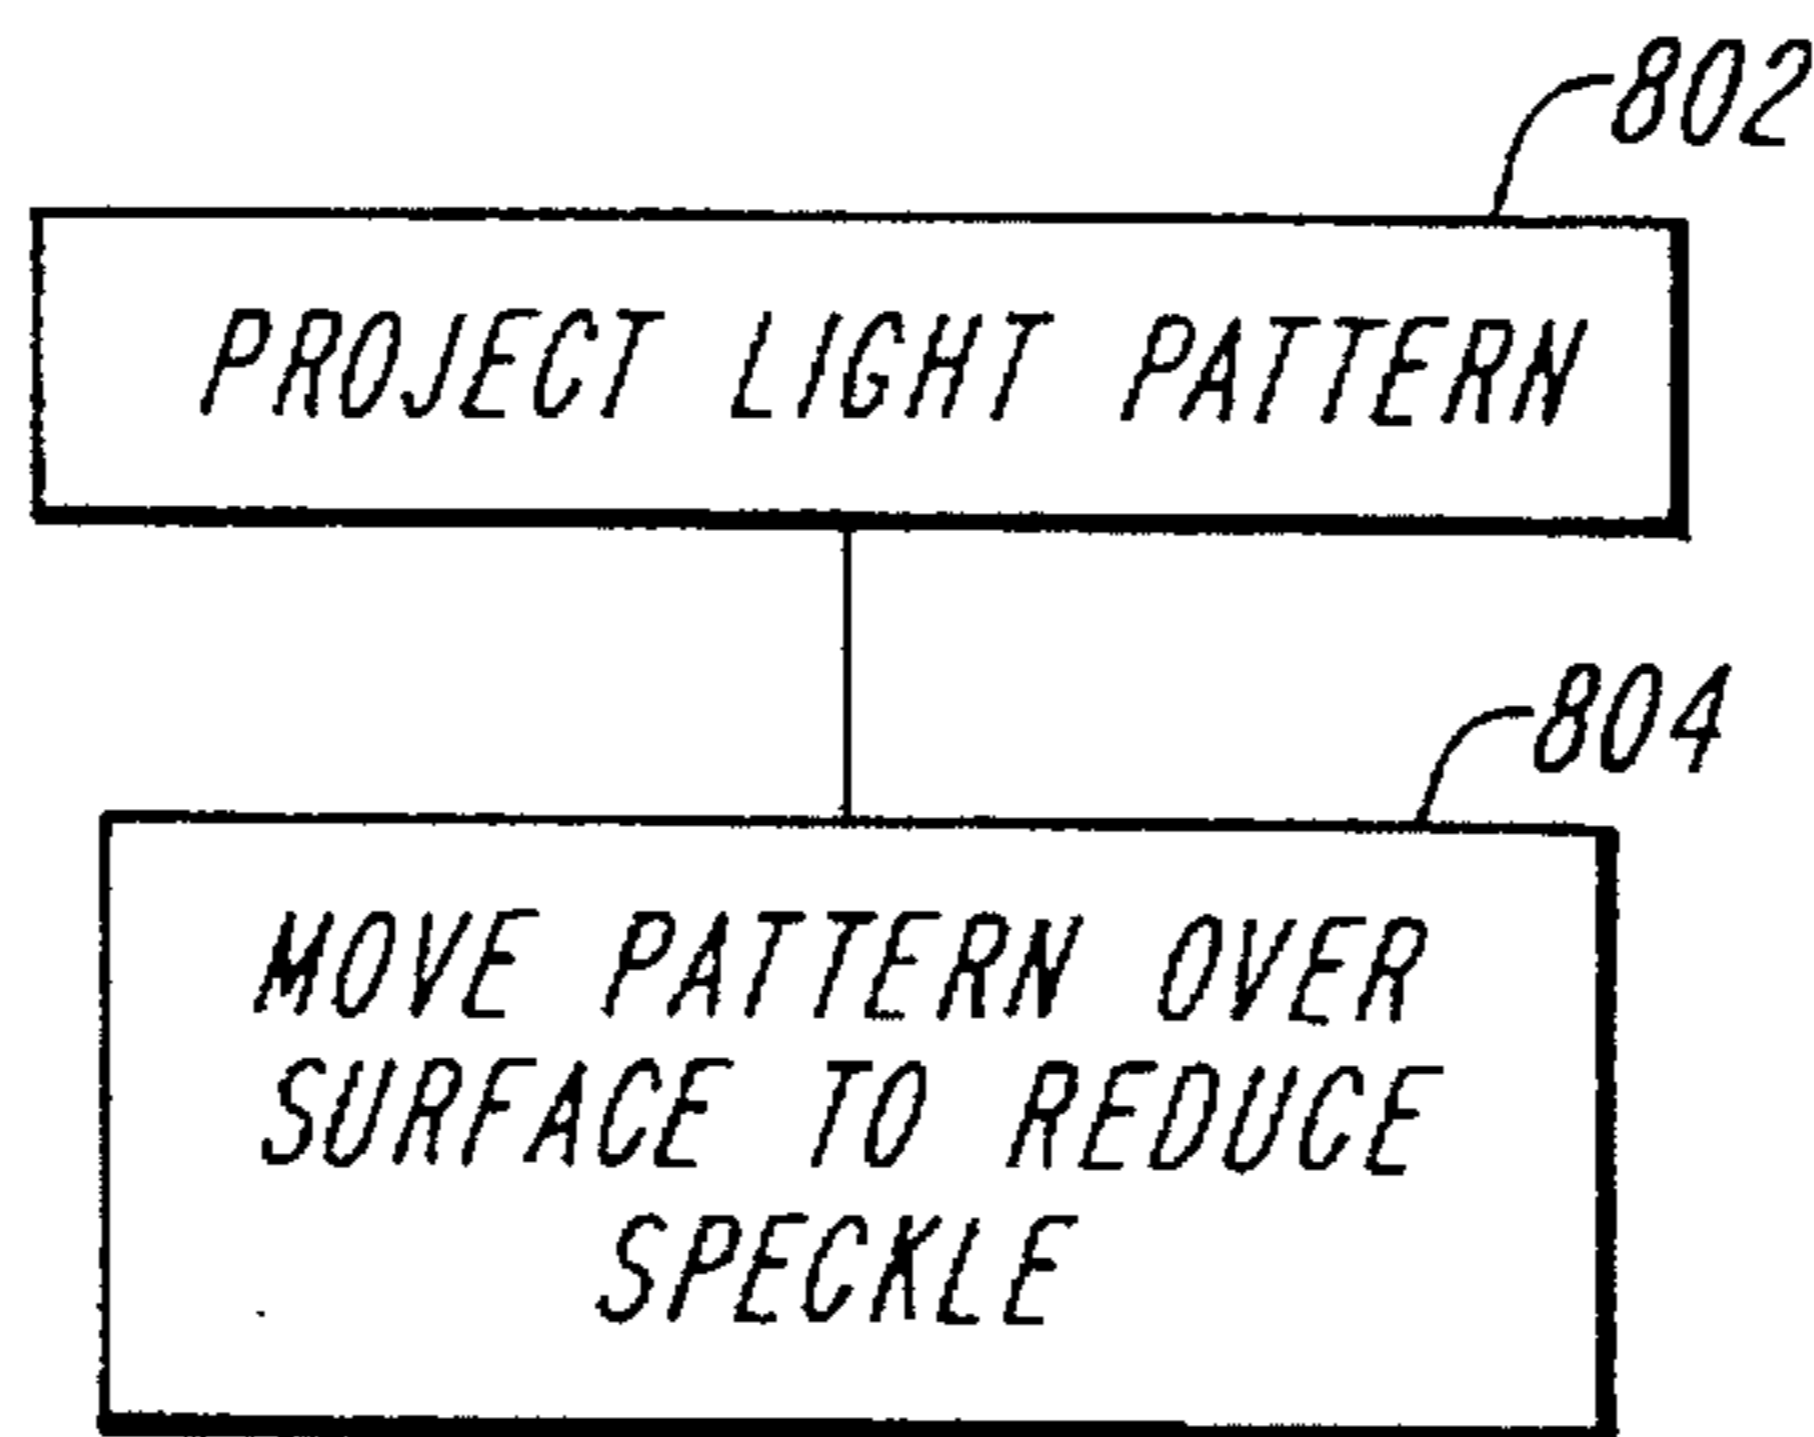 802
PROJECT LIGHT PATTERN
804
MOVE PATTERN OVER
SURFACE TO REDUCE
SPECKLE